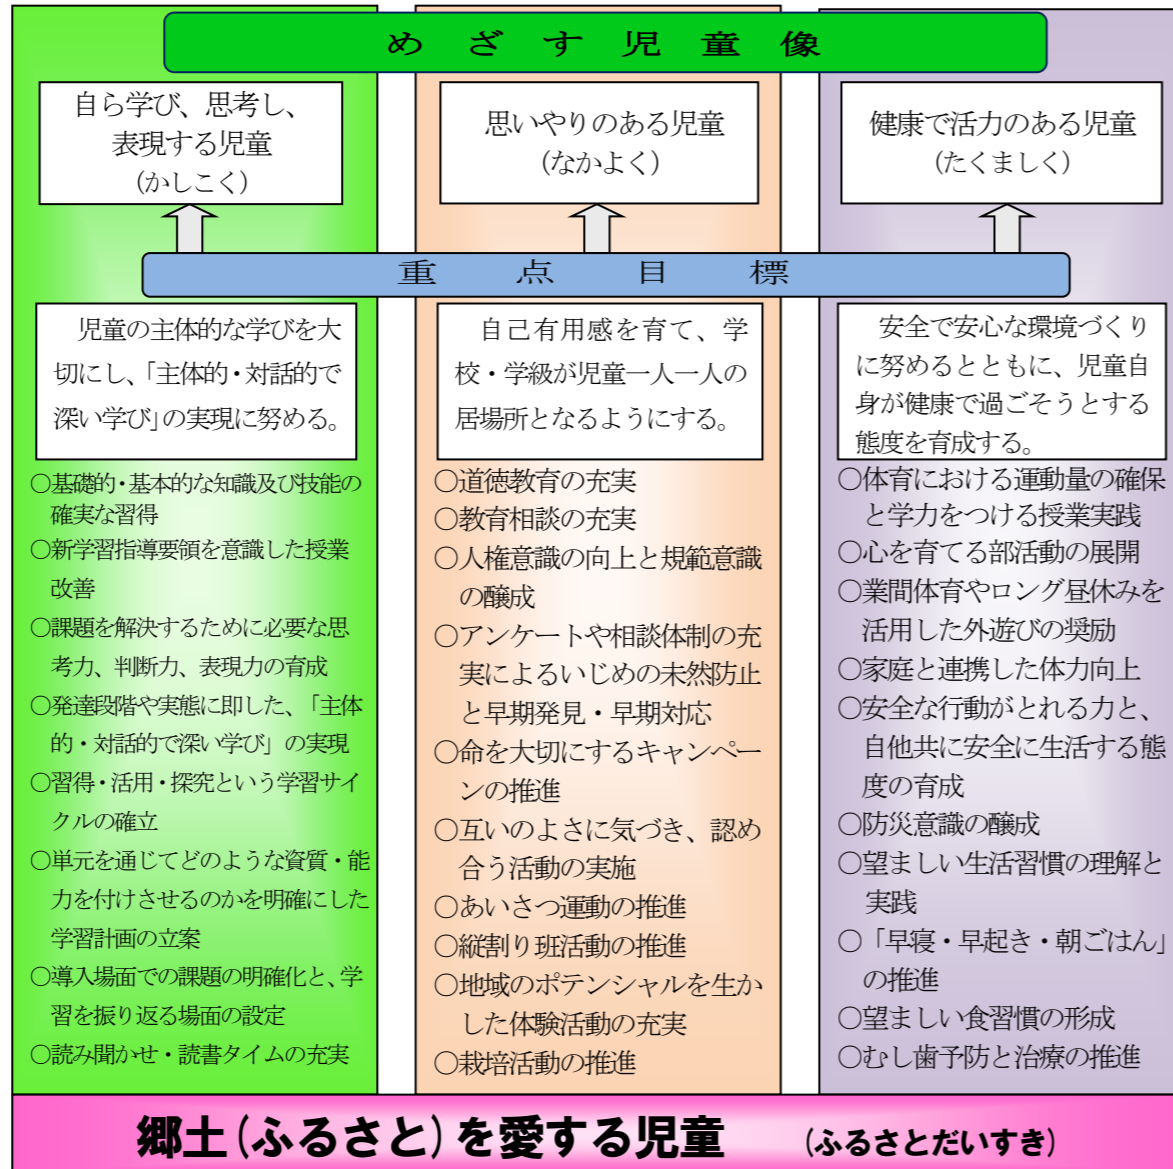 めざす児童像
自ら学び、思考し、
表現する児童
(かしこく)
思いやりのある児童
(なかよく)
健康で活力のある児童
(たくましく)
重点目標
児童の主体的な学びを大
切にし、「主体的・対話的で
深い学び」の実現に努める。
自己有用感を育て、学
校・学級が児童一人一人の
居場所となるようにする。
安全で安心な環境づくり
に努めるとともに、児童自
身が健康で過ごそうとする
態度を育成する。
○基礎的・基本的な知識及び技能の
確実な習得
○新学習指導要領を意識した授業
改善
○課題を解決するために必要な思
考力、判断力、表現力の育成
○発達段階や実態に即した、「主体
的・対話的で深い学び」の実現
○習得・活用・探究という学習サイ
クルの確立
○単元を通じてどのような資質・能
力を付けさせるのかを明確にした
学習計画の立案
○導入場面での課題の明確化と、学
習を振り返る場面の設定
○読み聞かせ・読書タイムの充実
○道徳教育の充実
○教育相談の充実
○人権意識の向上と規範意識
の醸成
○アンケートや相談体制の充
実によるいじめの未然防止
と早期発見・早期対応
○命を大切にするキャンペー
ンの推進
○互いのよさに気づき、認め
合う活動の実施
○あいさつ運動の推進
○縦割り班活動の推進
○地域のポテンシャルを生か
した体験活動の充実
○栽培活動の推進
○体育における運動量の確保
と学力をつける授業実践
○心を育てる部活動の展開
○業間体育やロング昼休みを
活用した外遊びの奨励
○家庭と連携した体力向上
○安全な行動がとれる力と、
自他共に安全に生活する態
度の育成
○防災意識の醸成
○望ましい生活習慣の理解と
実践
○「早寝・早起き・朝ごはん」
の推進
○望ましい食習慣の形成
○むし歯予防と治療の推進
郷土(ふるさと)を愛する児童 (ふるさとだいすき)